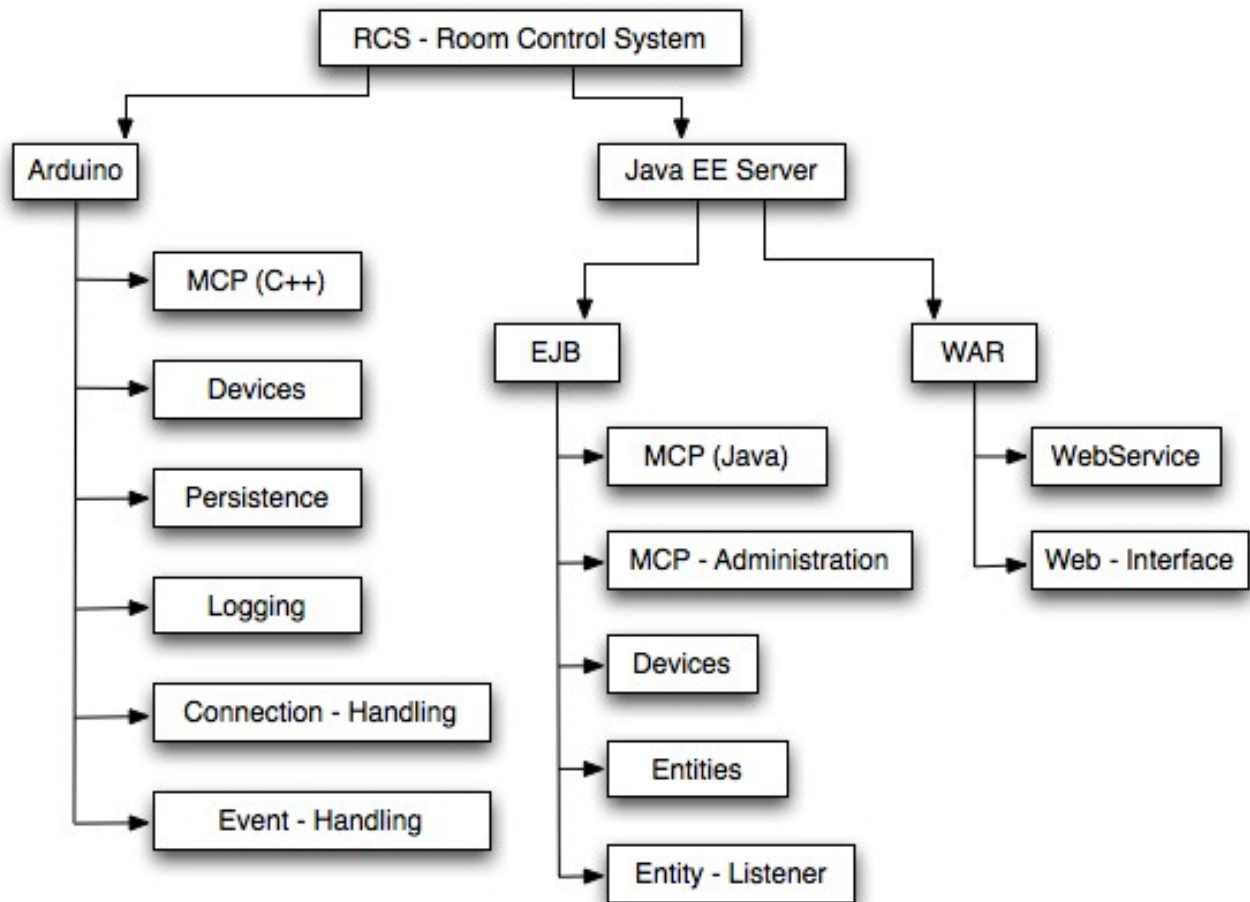 RCS - Room Control System
Arduino
Java EE Server
MCP (C++)
Devices
Persistence
Logging
Connection - Handling
Event - Handling
EJB
WAR
MCP (Java)
MCP - Administration
Devices
Entities
Entity - Listener
WebService
Web - Interface